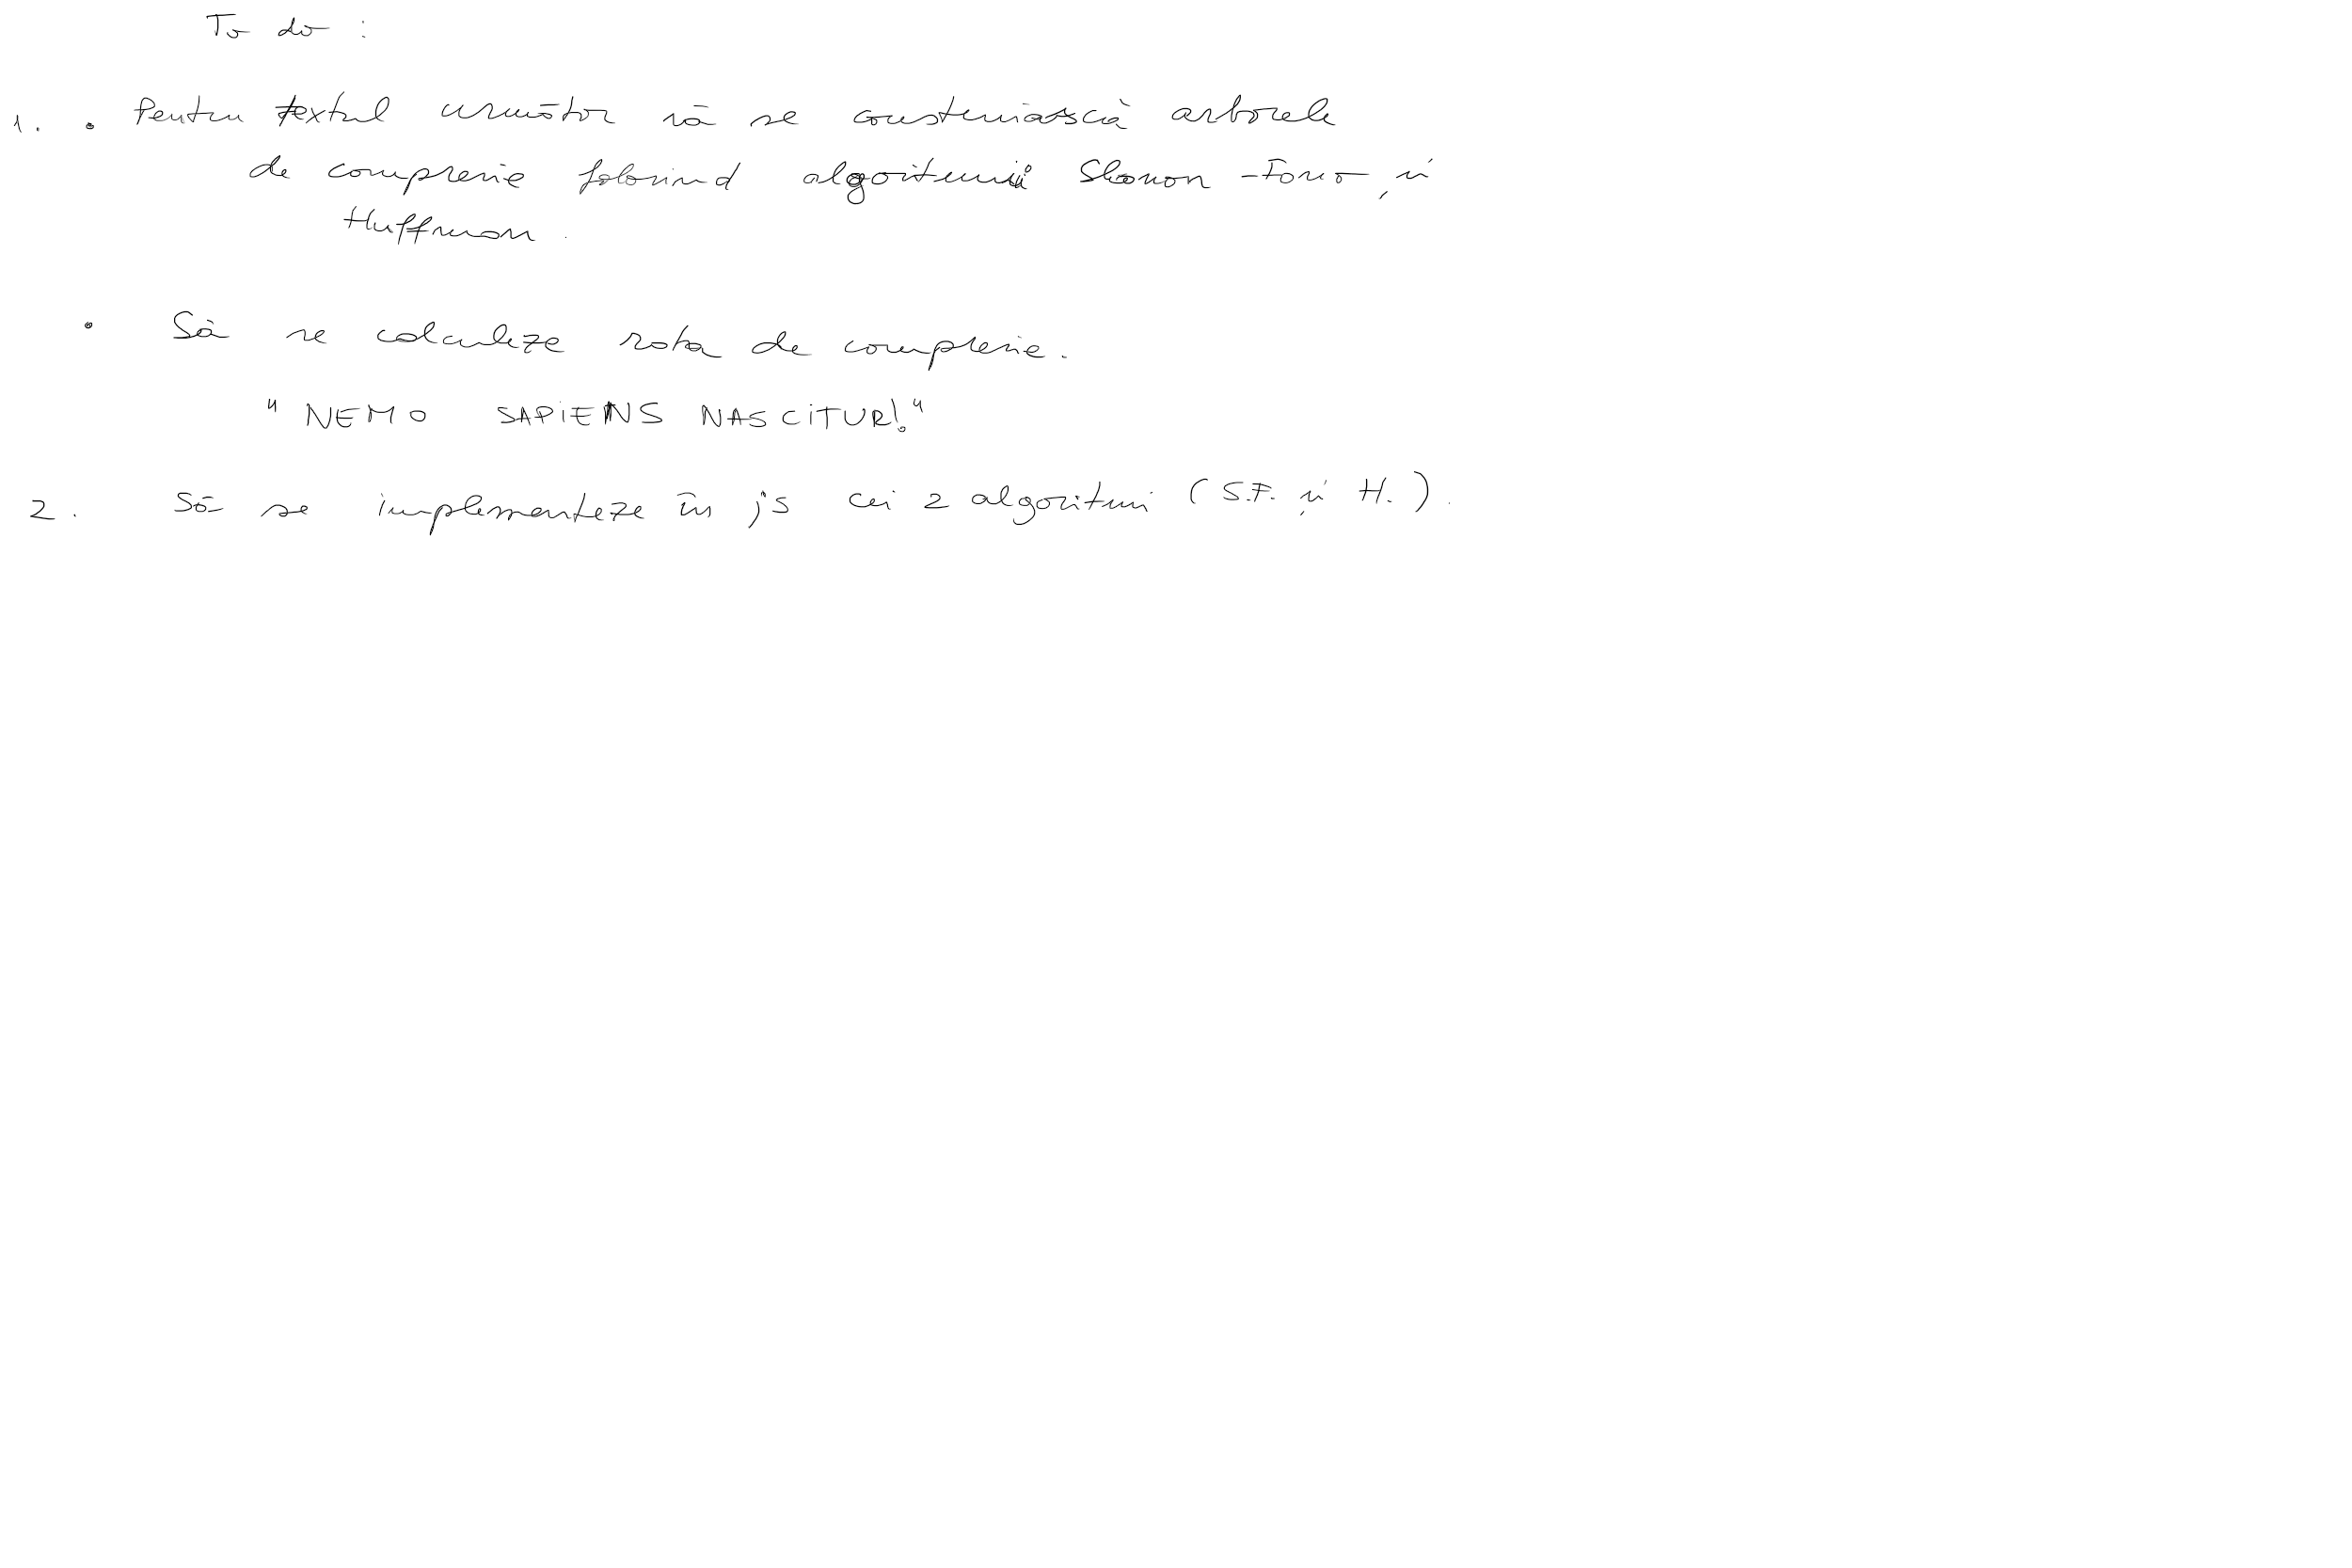 To do :
1. • Pentru textul următor să se construiască arborele
de compresie folosind algoritmii Shanon - Fano și
Huffman.
• Să se calculeze rata de compresie.
" NEMO SAPIENS NASCITUR! "
2. Să se implementeze în js cei 2 algoritmi ( S.F. și H. ).